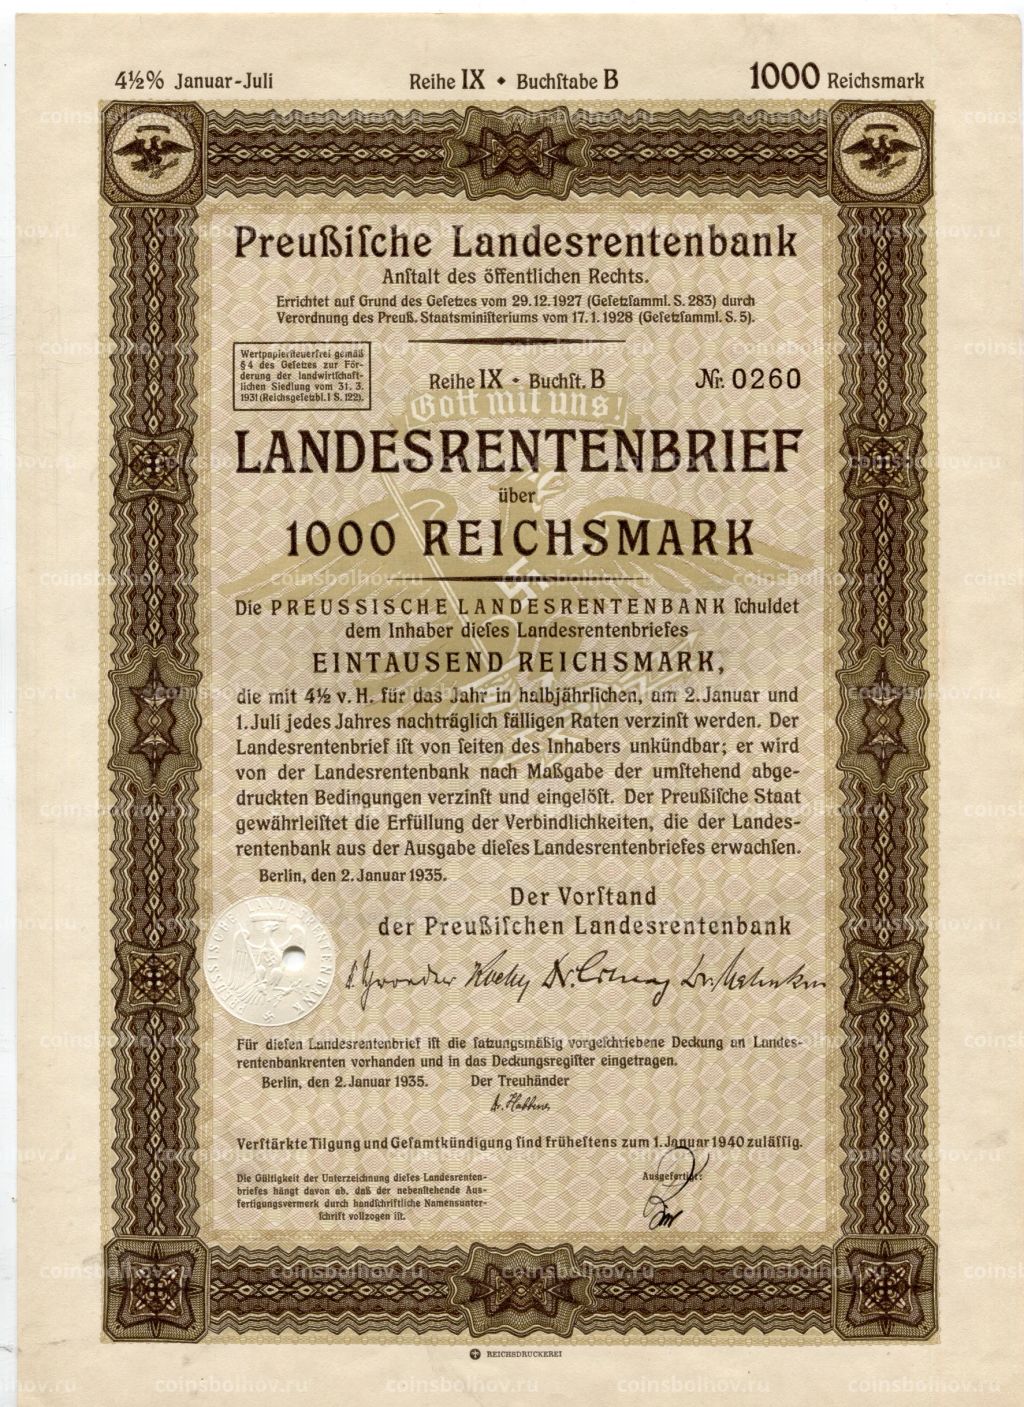 4½% Januar-Juli Reihe IX • Buchſtabe B 1000 Reichsmark
Preußiſche Landesrentenbank
Anſtalt des öffentlichen Rechts.
Errichtet auf Grund des Geſetzes vom 29.12.1927 (Geſetzſamml. S. 283) durch
Verordnung des Preuß. Staatsminiſteriums vom 17.1.1928 (Geſetzſamml. S. 5).
Wertpapierſteuerfrei gemäß
§ 4 des Geſetzes zur För-
derung der landwirtſchaft-
lichen Siedlung vom 31. 3.
1931 (Reichsgeſetzbl. I S. 122).
Reihe IX • Buchſt. B Nr. 0260
Gott mit uns!
LANDESRENTENBRIEF
über
1000 REICHSMARK
Die PREUSSISCHE LANDESRENTENBANK ſchuldet
dem Inhaber dieſes Landesrentenbriefes
EINTAUSEND REICHSMARK,
die mit 4½ v. H. für das Jahr in halbjährlichen, am 2. Januar und
1. Juli jedes Jahres nachträglich fälligen Raten verzinſt werden. Der
Landesrentenbrief iſt von ſeiten des Inhabers unkündbar; er wird
von der Landesrentenbank nach Maßgabe der umſtehend abge-
druckten Bedingungen verzinſt und eingelöſt. Der Preußiſche Staat
gewährleiſtet die Erfüllung der Verbindlichkeiten, die der Landes-
rentenbank aus der Ausgabe dieſes Landesrentenbriefes erwachſen.
Berlin, den 2. Januar 1935.
Der Vorſtand
der Preußiſchen Landesrentenbank
PREUSSISCHE LANDESRENTENBANK
Für dieſen Landesrentenbrief iſt die ſatzungsmäßig vorgeſchriebene Deckung an Landes-
rentenbankrenten vorhanden und in das Deckungsregiſter eingetragen.
Berlin, den 2. Januar 1935. Der Treuhänder
Verſtärkte Tilgung und Geſamtkündigung ſind früheſtens zum 1. Januar 1940 zuläſſig.
Die Gültigkeit der Unterzeichnung dieſes Landesrenten-
briefes hängt davon ab, daß der nebenſtehende Aus-
fertigungsvermerk durch handſchriftliche Namensunter-
ſchrift vollzogen iſt.
Ausgefertigt:
REICHSDRUCKEREI
coinsbolhov.ru